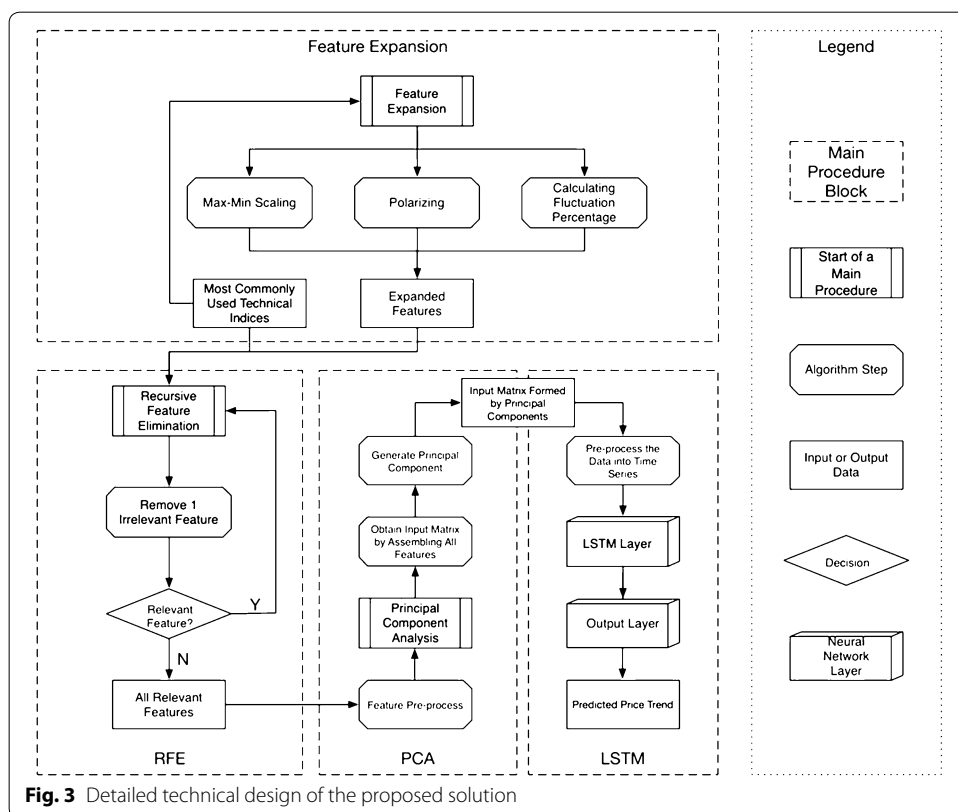 Feature Expansion
Feature
Expansion
Max-Min Scaling
Polarizing
Calculating
Fluctuation
Percentage
Most Commonly
Used Technical
Indices
Expanded
Features
Recursive
Feature
Elimination
Remove 1
Irrelevant Feature
Relevant
Feature?
Y
N
All Relevant
Features
RFE
Input Matrix Formed
by Principal
Components
Generate Principal
Component
Obtain Input Matrix
by Assembling All
Features
Principal
Component
Analysis
Feature Pre-process
PCA
Pre-process the
Data into Time
Series
LSTM Layer
Output Layer
Predicted Price Trend
LSTM
Legend
Main
Procedure
Block
Start of a
Main
Procedure
Algorithm Step
Input or Output
Data
Decision
Neural
Network
Layer
Fig. 3 Detailed technical design of the proposed solution